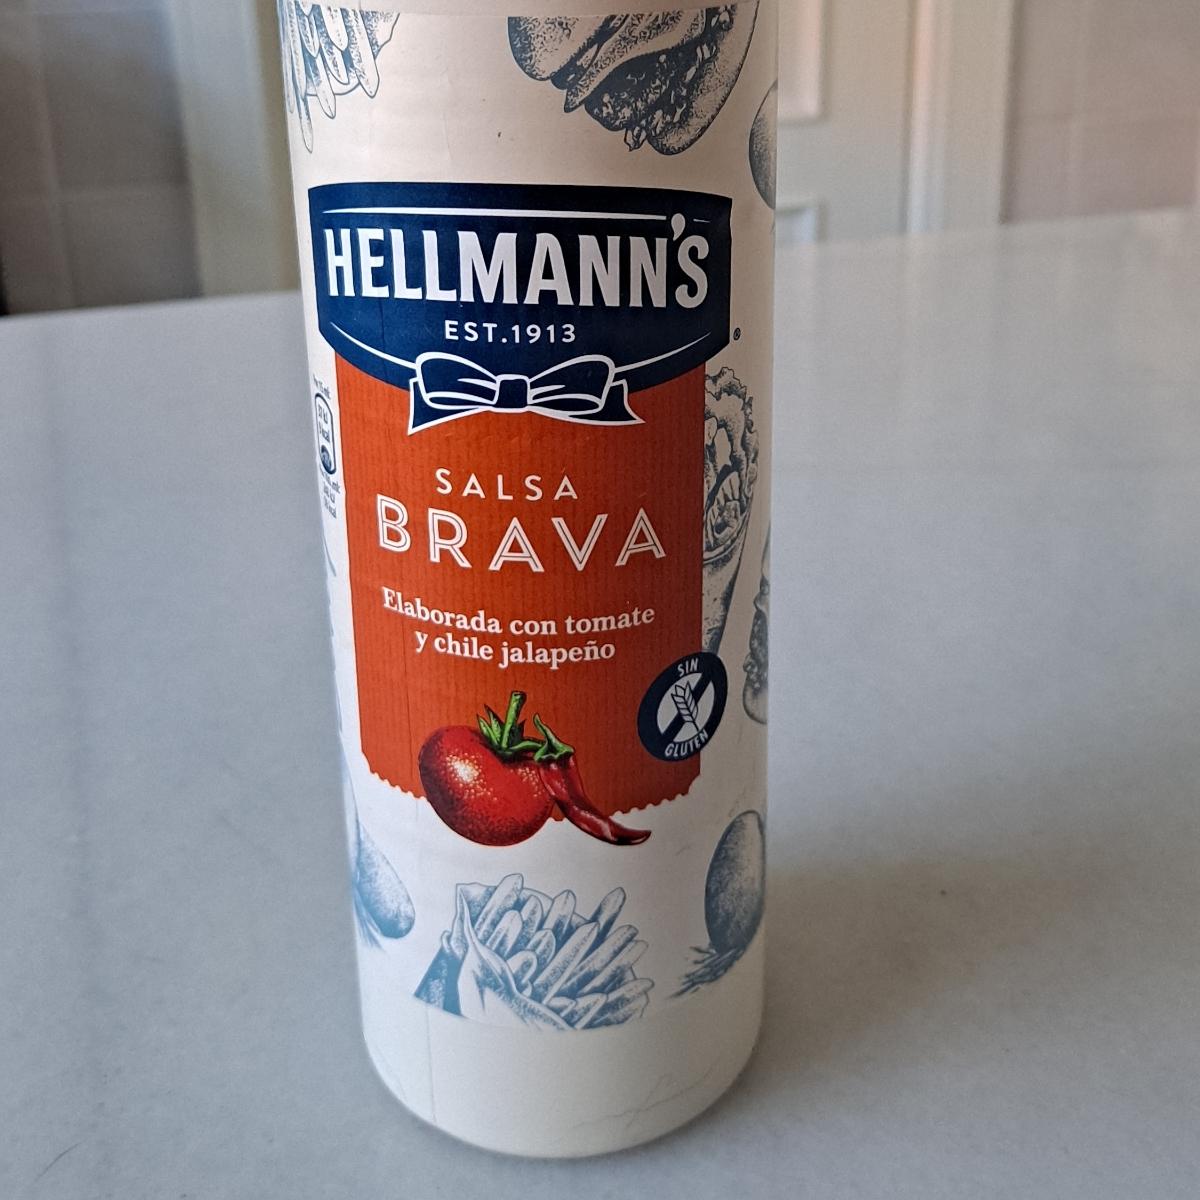 HELLMANN'S
EST.1913
®
SALSA
BRAVA
Elaborada con tomate
y chile jalapeño
SIN
GLUTEN